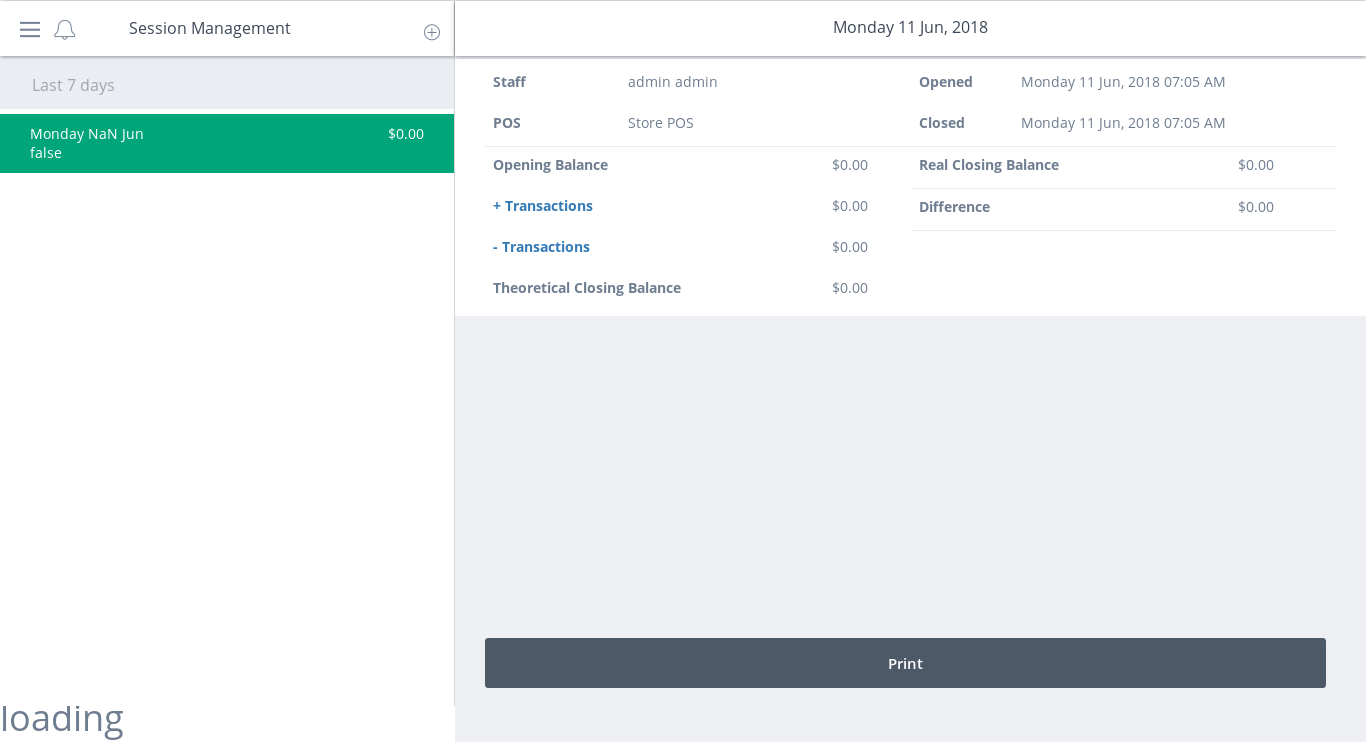 Session Management
Monday 11 Jun, 2018
Last 7 days
Monday NaN Jun $0.00
false
Staff admin admin Opened Monday 11 Jun, 2018 07:05 AM
POS Store POS Closed Monday 11 Jun, 2018 07:05 AM
Opening Balance $0.00 Real Closing Balance $0.00
+ Transactions $0.00 Difference $0.00
- Transactions $0.00
Theoretical Closing Balance $0.00
Print
loading